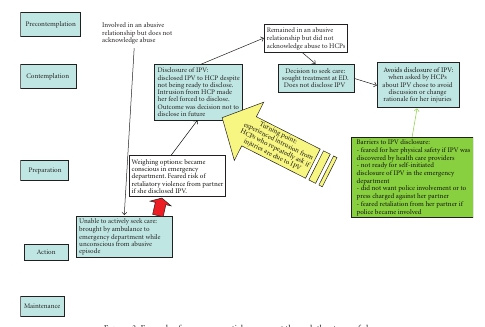 Precontemplation
Involved in an abusive
relationship but does not
acknowledge abuse
Remained in an abusive
relationship but did not
acknowledge abuse to HCPs
Contemplation
Disclosure of IPV:
disclosed IPV to HCP despite
not being ready to disclose.
Intrusion from HCP made
her feel forced to disclose.
Outcome was decision not to
disclose in future
Decision to seek care:
sought treatment at ED.
Does not disclose IPV
Avoids disclosure of IPV:
when asked by HCPs
about IPV chose to avoid
discussion or change
rationale for her injuries
Turning point:
experienced intrusion from
HCPs who repeatedly ask if
injuries are due to IPV
Barriers to IPV disclosure:
- feared for her physical safety if IPV was
discovered by health care providers
- not ready for self-initiated
disclosure of IPV in the emergency
department
- did not want police involvement or to
press charged against her partner
- feared retaliation from her partner if
police became involved
Preparation
Weighing options: became
conscious in emergency
department. Feared risk of
retaliatory violence from partner
if she disclosed IPV.
Unable to actively seek care:
brought by ambulance to
emergency department while
unconscious from abusive
episode
Action
Maintenance